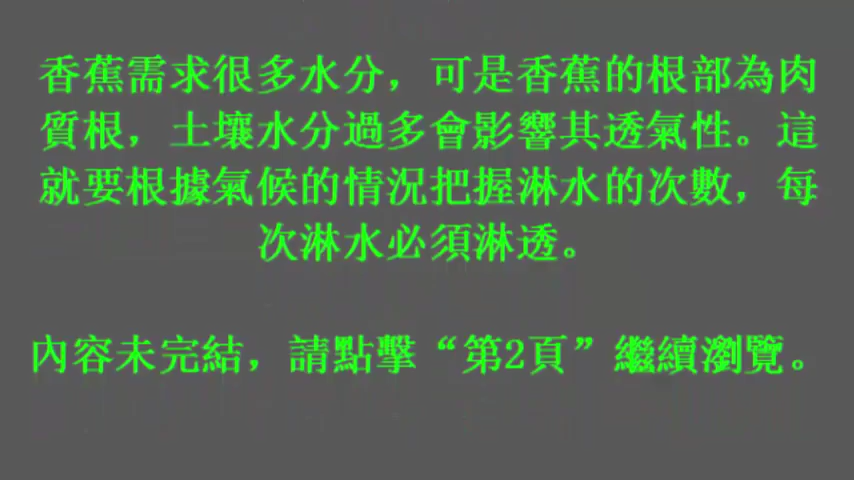 香蕉需求很多水分，可是香蕉的根部為肉
質根，土壤水分過多會影響其透氣性。這
就要根據氣候的情況把握淋水的次數，每
次淋水必須淋透。
內容未完結，請點擊“第2頁”繼續瀏覽。